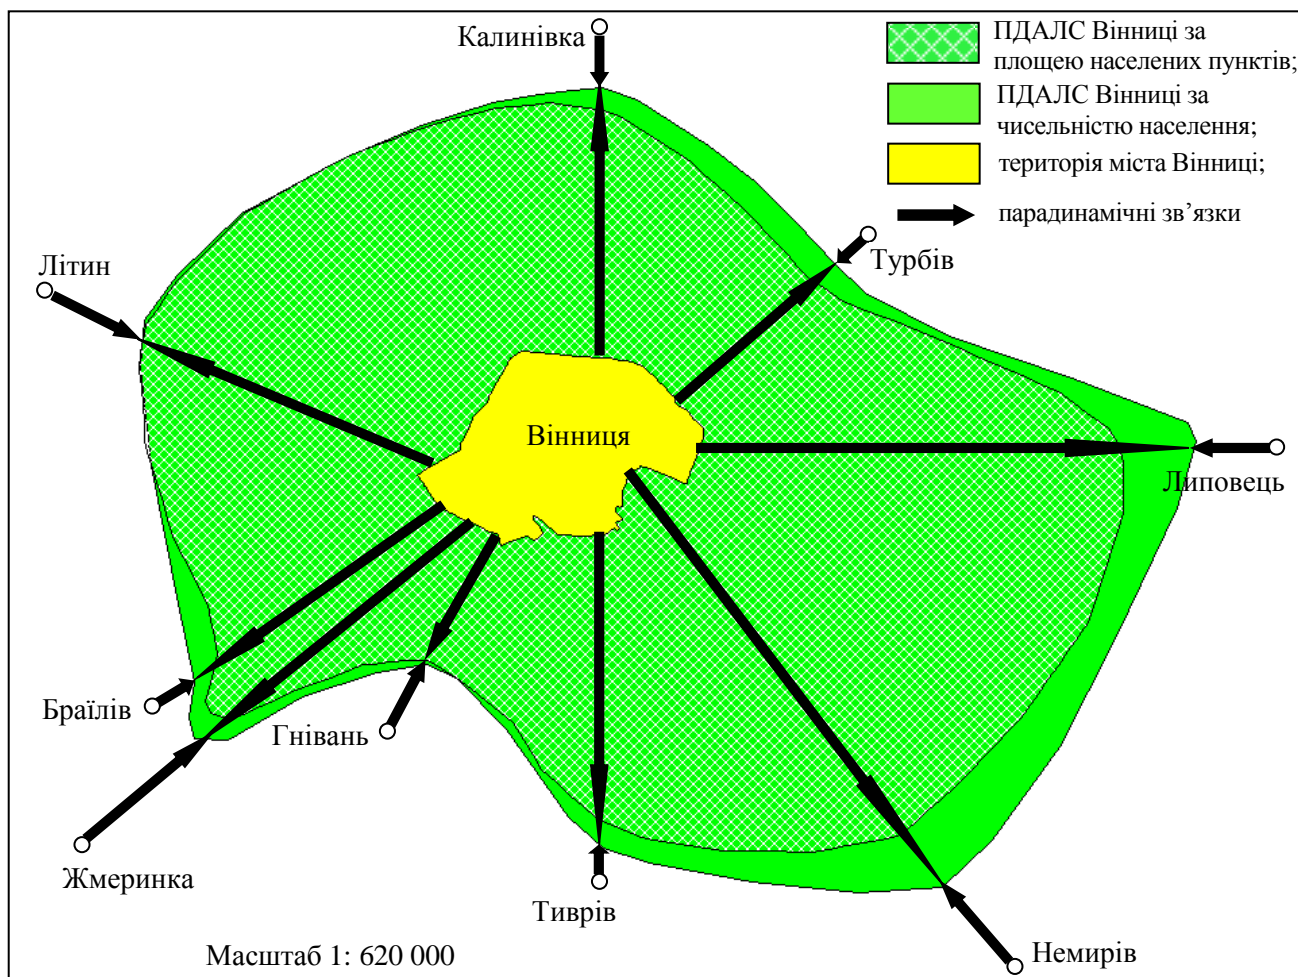 Калинівка
ПДАЛС Вінниці за
площею населених пунктів;
ПДАЛС Вінниці за
чисельністю населення;
територія міста Вінниці;
парадинамічні зв’язки
Турбів
Літин
Вінниця
Липовець
Браїлів
Гнівань
Жмеринка
Тиврів
Немирів
Масштаб 1: 620 000